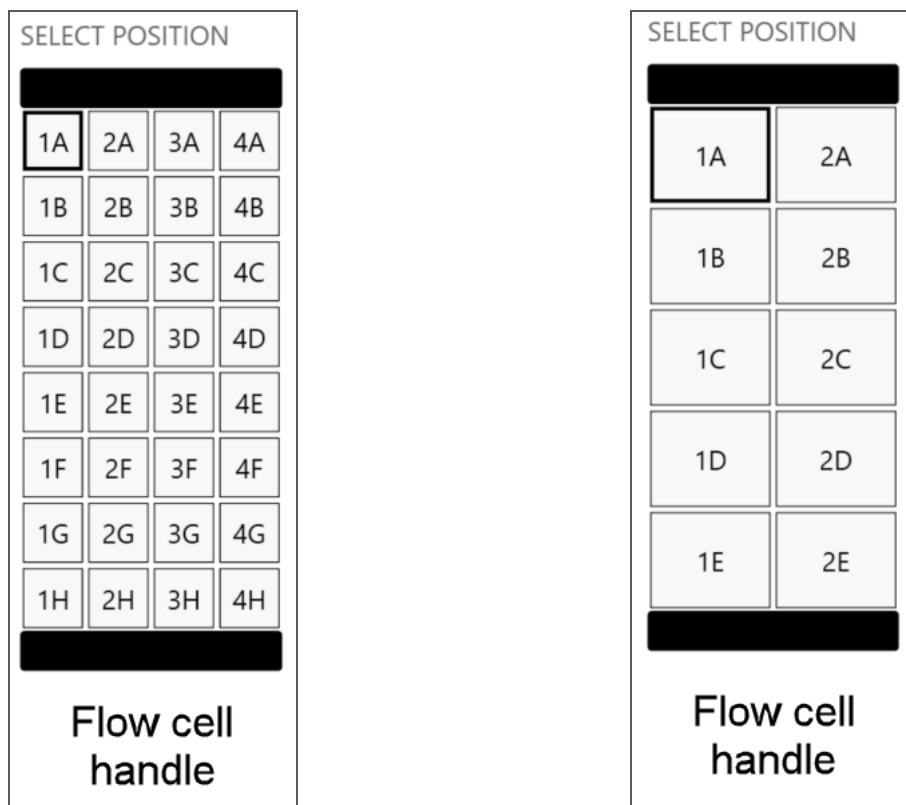 SELECT POSITION
1A 2A 3A 4A
1B 2B 3B 4B
1C 2C 3C 4C
1D 2D 3D 4D
1E 2E 3E 4E
1F 2F 3F 4F
1G 2G 3G 4G
1H 2H 3H 4H
Flow cell
handle
SELECT POSITION
1A 2A
1B 2B
1C 2C
1D 2D
1E 2E
Flow cell
handle